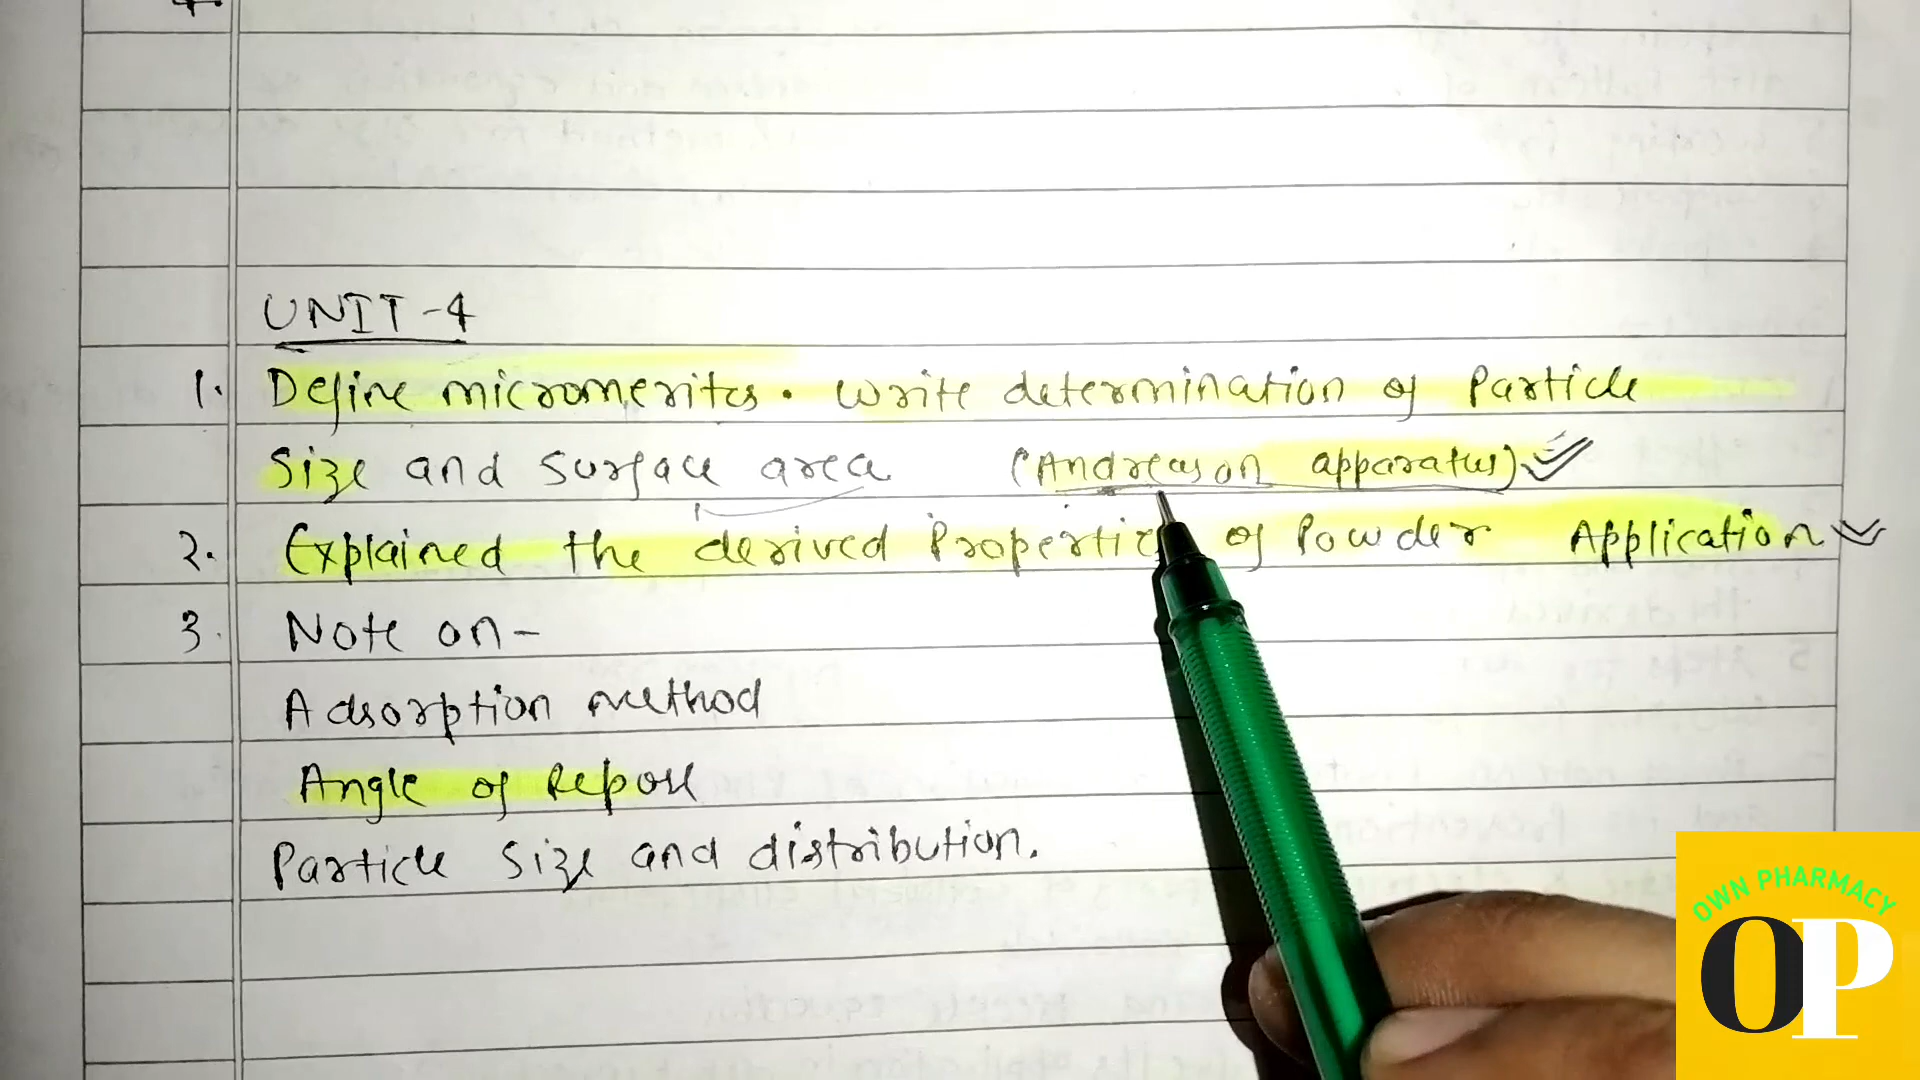 UNIT-4
1. Define micromeritcs. Write determination of Particle
Size and Surface area (Andreason apparatus)
2. Explained the derived Properties of Powder Application
3. Note on-
Adsorption method
Angle of Repose
Particle Size and distribution.
OWN PHARMACY
OP